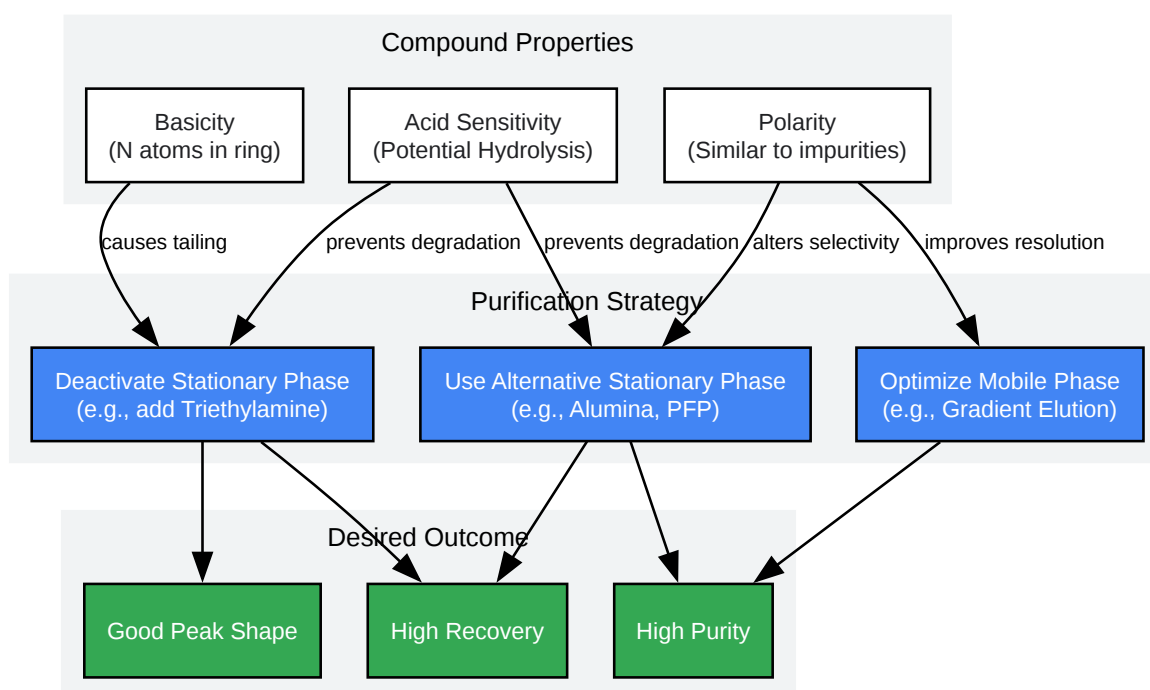 Compound Properties
Basicity
(N atoms in ring)
Acid Sensitivity
(Potential Hydrolysis)
Polarity
(Similar to impurities)
causes tailing
prevents degradation
prevents degradation
alters selectivity
improves resolution
Purification Strategy
Deactivate Stationary Phase
(e.g., add Triethylamine)
Use Alternative Stationary Phase
(e.g., Alumina, PFP)
Optimize Mobile Phase
(e.g., Gradient Elution)
Desired Outcome
Good Peak Shape
High Recovery
High Purity